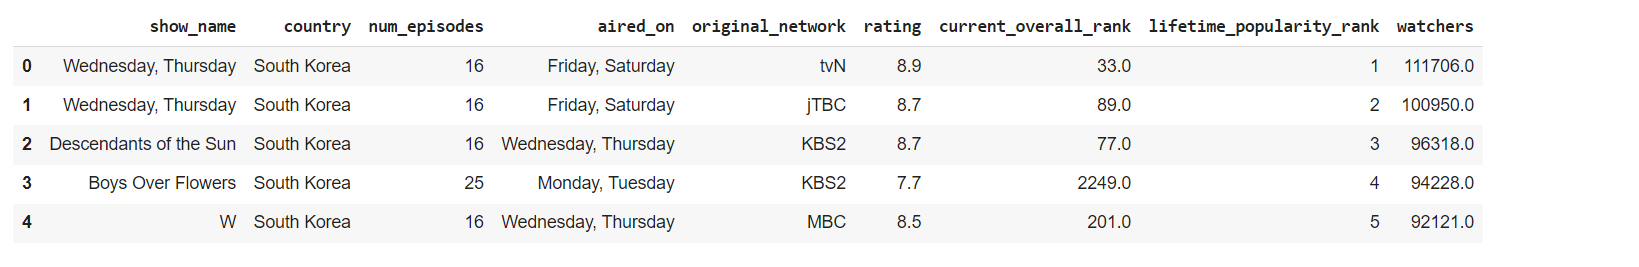 show_name country num_episodes aired_on original_network rating current_overall_rank lifetime_popularity_rank watchers
0 Wednesday, Thursday South Korea 16 Friday, Saturday tvN 8.9 33.0 1 111706.0
1 Wednesday, Thursday South Korea 16 Friday, Saturday jTBC 8.7 89.0 2 100950.0
2 Descendants of the Sun South Korea 16 Wednesday, Thursday KBS2 8.7 77.0 3 96318.0
3 Boys Over Flowers South Korea 25 Monday, Tuesday KBS2 7.7 2249.0 4 94228.0
4 W South Korea 16 Wednesday, Thursday MBC 8.5 201.0 5 92121.0